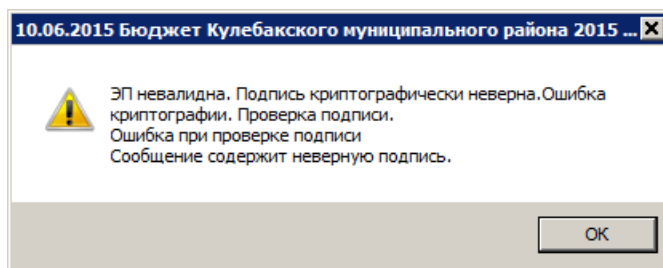 10.06.2015 Бюджет Кулебакского муниципального района 2015 ...
ЭП невалидна. Подпись криптографически неверна.Ошибка
криптографии. Проверка подписи.
Ошибка при проверке подписи
Сообщение содержит неверную подпись.
OK